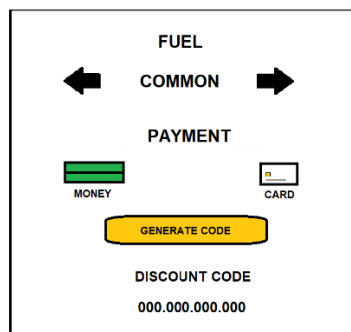 FUEL
COMMON
PAYMENT
MONEY CARD
GENERATE CODE
DISCOUNT CODE
000.000.000.000